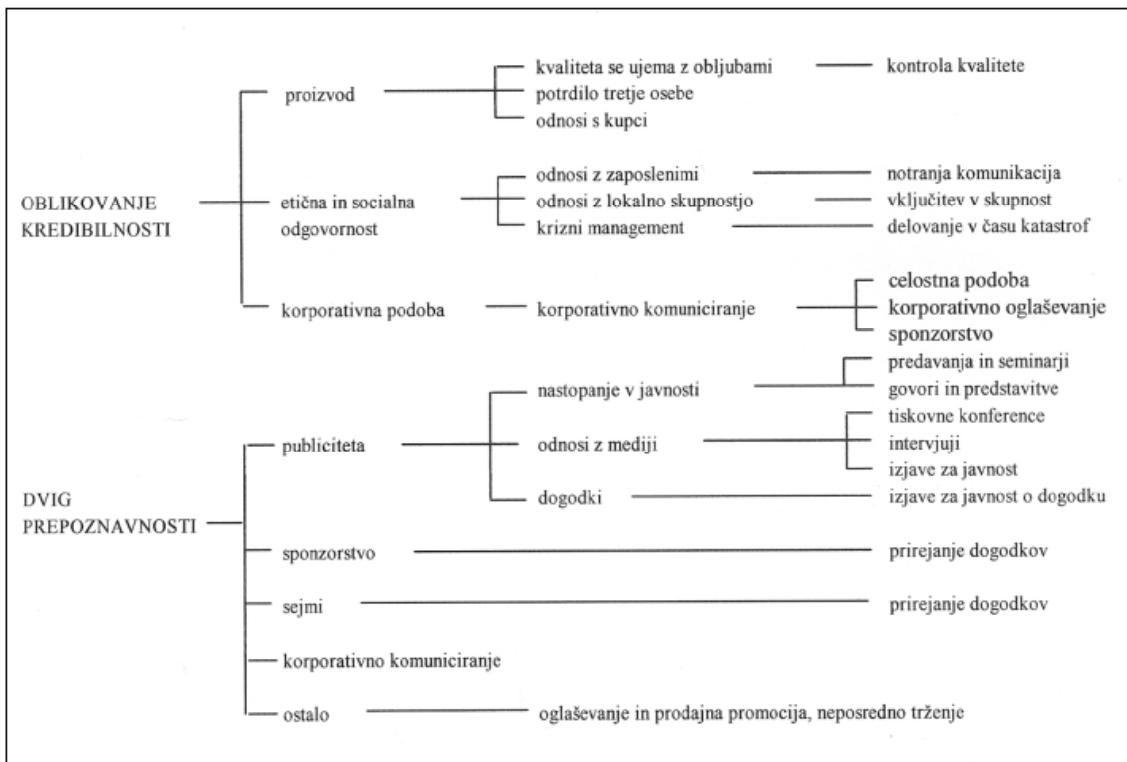 kvaliteta se ujema z obljubami
kontrola kvalitete
proizvod
potrdilo tretje osebe
odnosi s kupci
odnosi z zaposlenimi
notranja komunikacija
OBLIKOVANJE
KREDIBILNOSTI
etična in socialna
odgovornost
odnosi z lokalno skupnostjo
vključitev v skupnost
krizni management
delovanje v času katastrof
korporativna podoba
korporativno komuniciranje
celostna podoba
korporativno oglaševanje
sponzorstvo
nastopanje v javnosti
predavanja in seminarji
govori in predstavitve
publiciteta
odnosi z mediji
tiskovne konference
intervjuji
izjave za javnost
dogodki
izjave za javnost o dogodku
DVIG
PREPOZNAVNOSTI
sponzorstvo
prirejanje dogodkov
sejmi
prirejanje dogodkov
korporativno komuniciranje
ostalo
oglaševanje in prodajna promocija, neposredno trženje